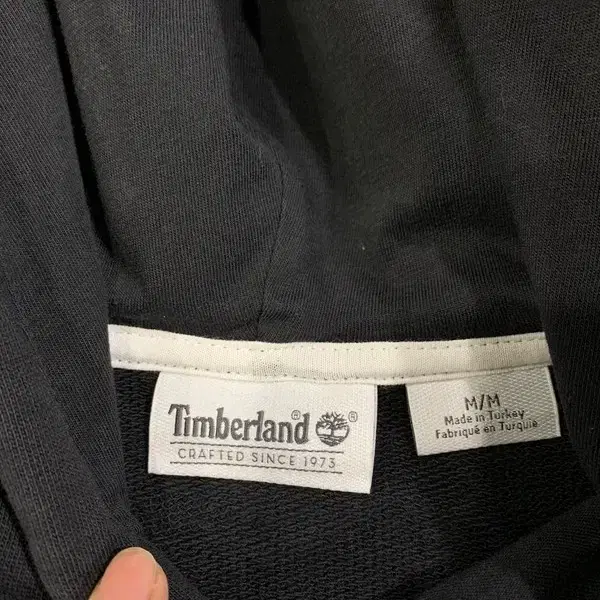 Timberland® ®
CRAFTED SINCE 1973
M/M
Made in Turkey
Fabriqué en Turquie